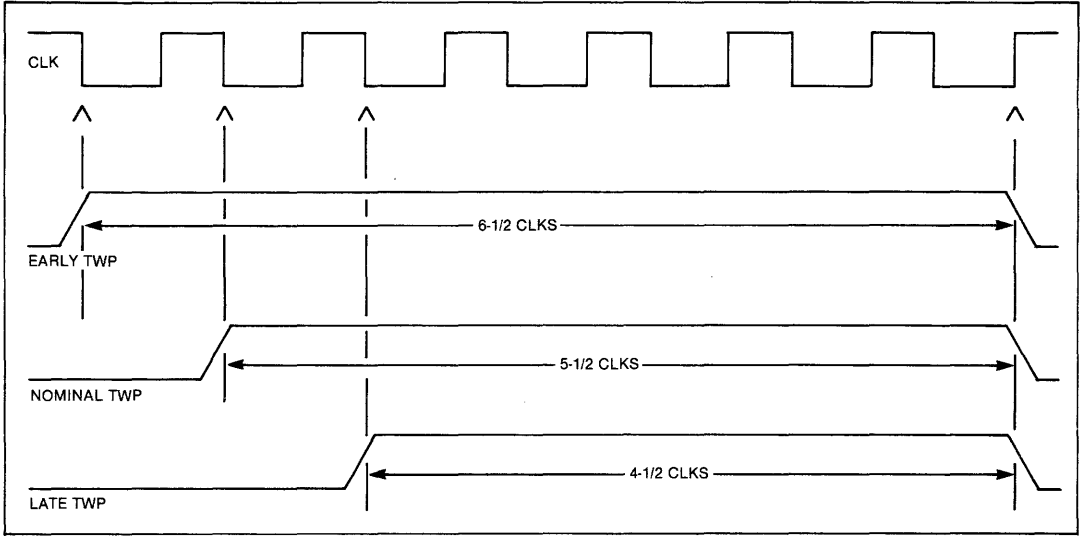 CLK
6-1/2 CLKS
EARLY TWP
5-1/2 CLKS
NOMINAL TWP
4-1/2 CLKS
LATE TWP